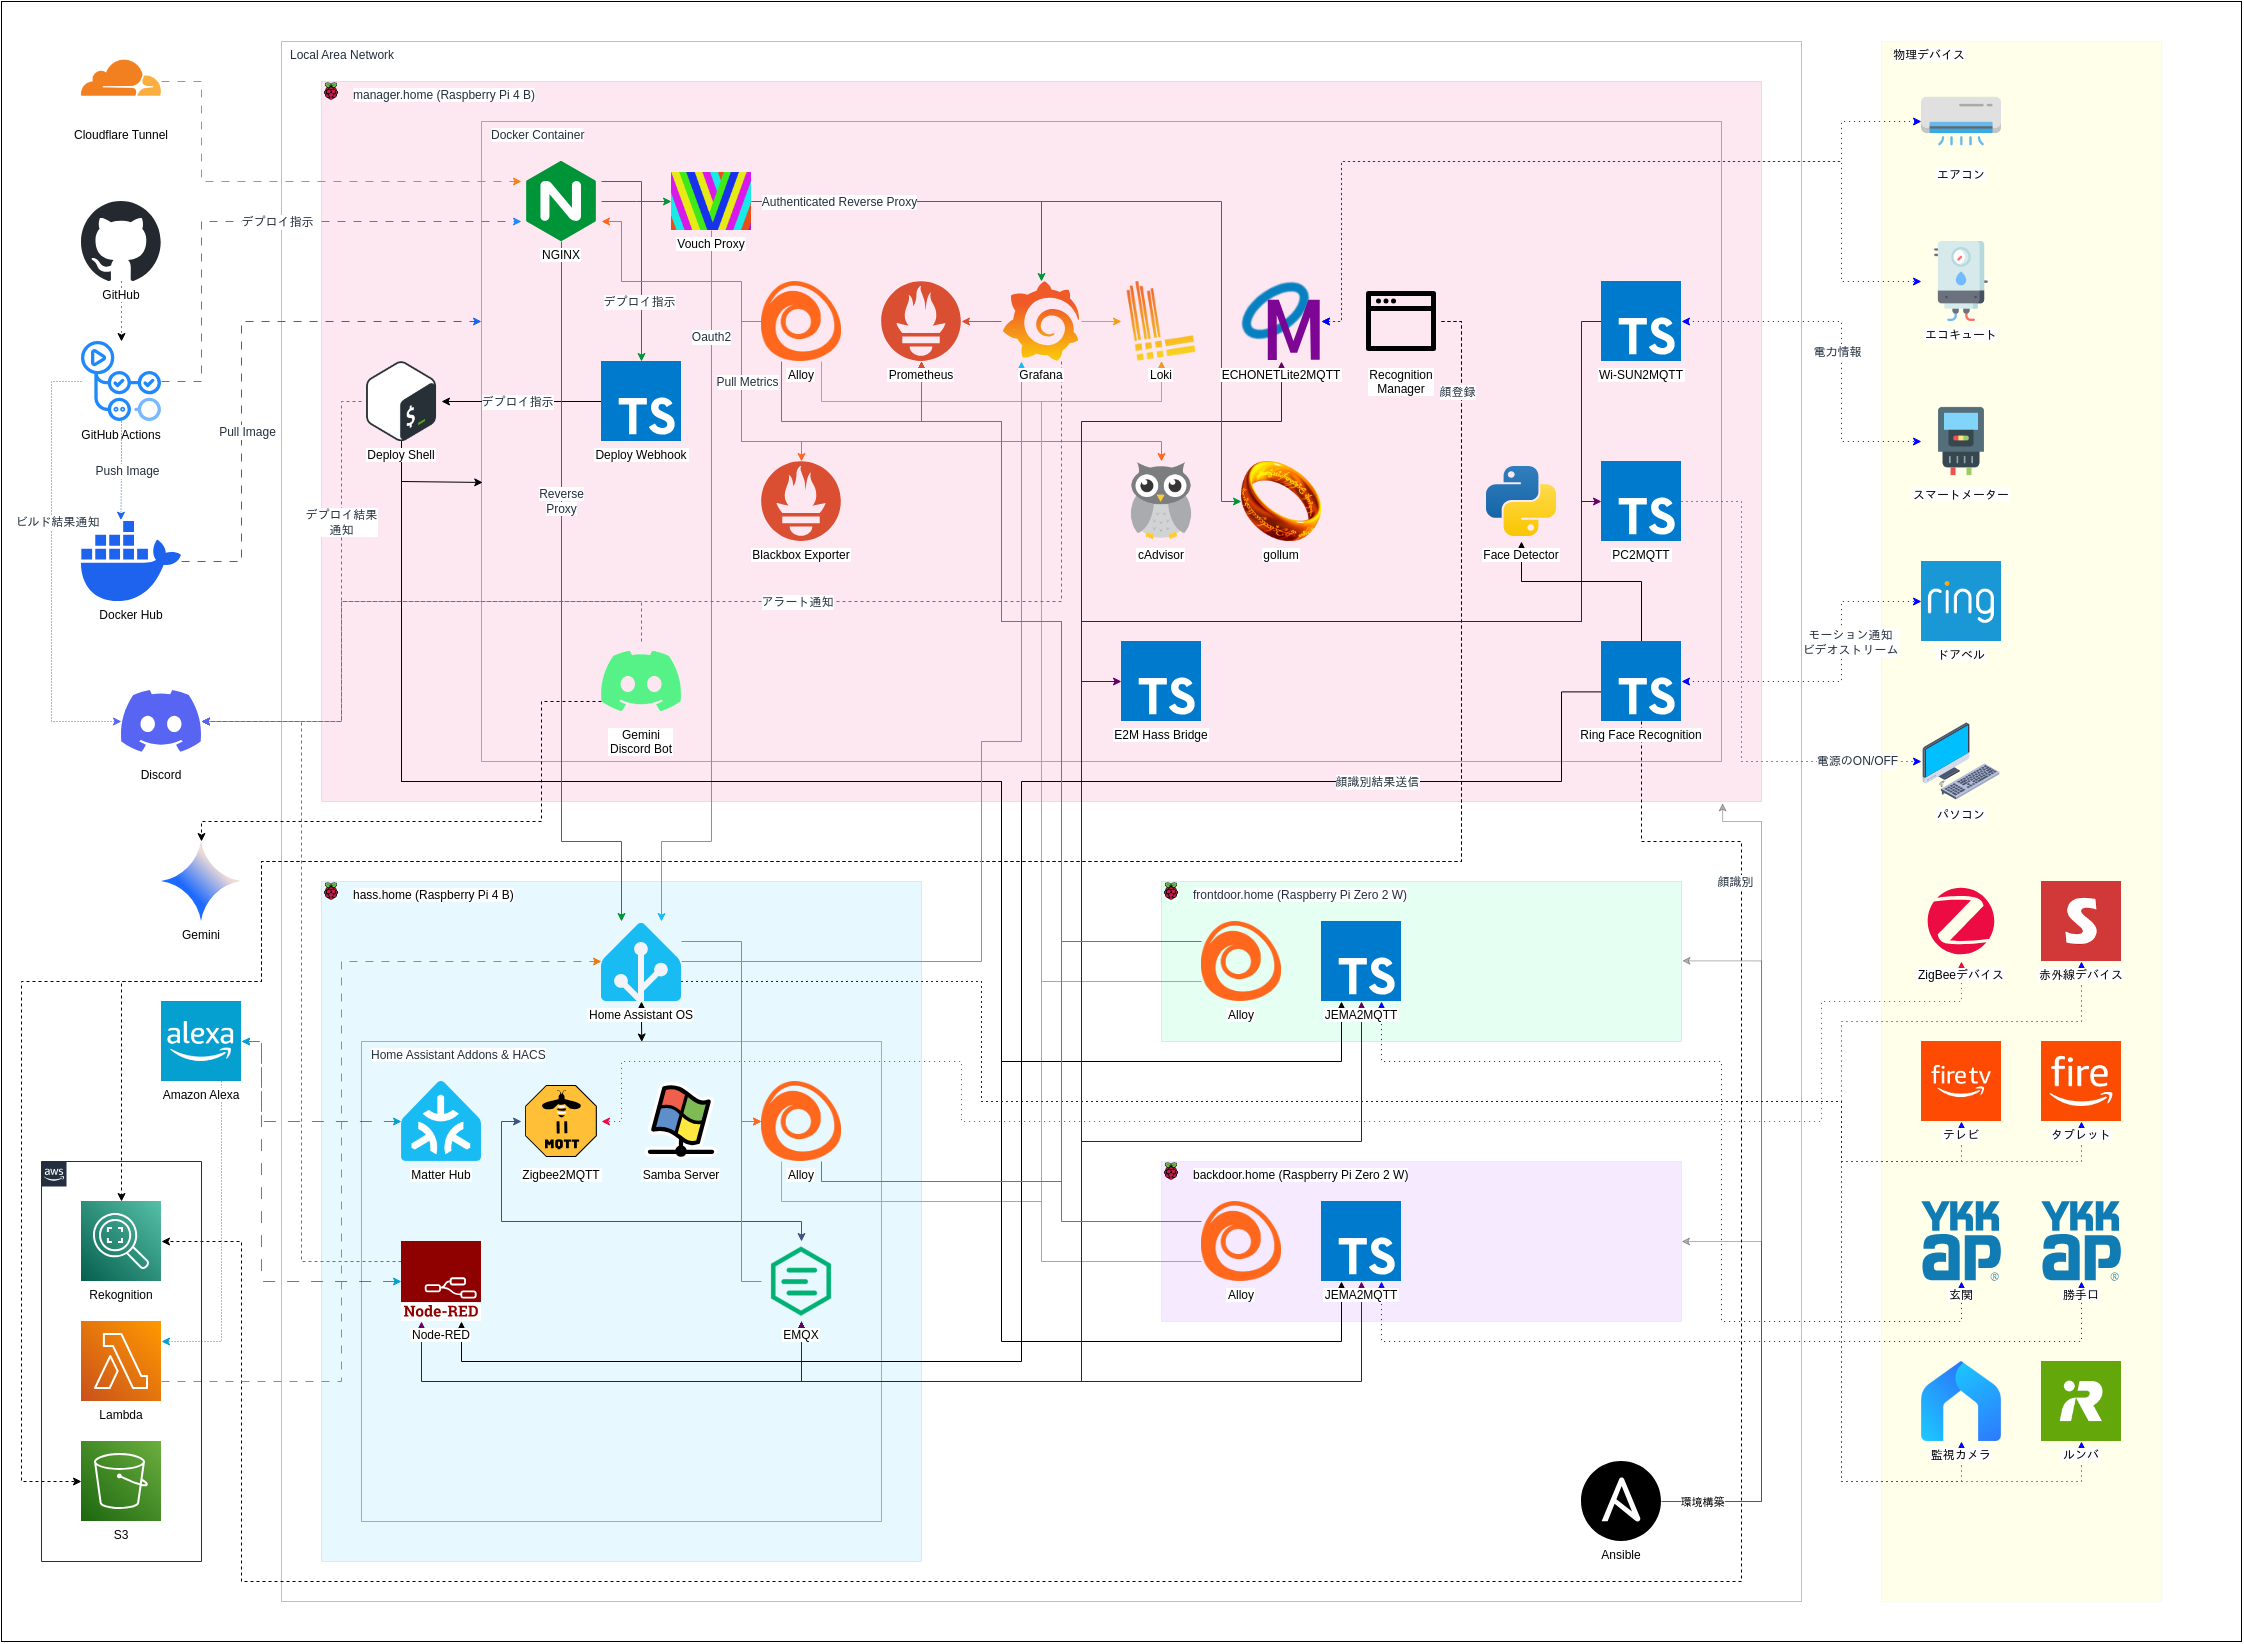 Local Area Network
物理デバイス
manager.home (Raspberry Pi 4 B)
Docker Container
Cloudflare Tunnel
エアコン
Authenticated Reverse Proxy
デプロイ指示
NGINX
Vouch Proxy
GitHub
デプロイ指示
Oauth2
エコキュート
電力情報
Pull Metrics
Alloy
Prometheus
Grafana
Loki
ECHONETLite2MQTT
Recognition
Manager
Wi-SUN2MQTT
TS
顔登録
デプロイ指示
TS
GitHub Actions
Pull Image
Deploy Shell
Deploy Webhook
Push Image
Reverse
Proxy
スマートメーター
デプロイ結果
通知
ビルド結果通知
Blackbox Exporter
cAdvisor
gollum
Face Detector
TS
PC2MQTT
アラート通知
ring
Docker Hub
モーション通知
ビデオストリーム
ドアベル
TS
TS
Gemini
Discord Bot
E2M Hass Bridge
Ring Face Recognition
Discord
顔識別結果送信
電源のON/OFF
パソコン
顔識別
hass.home (Raspberry Pi 4 B)
frontdoor.home (Raspberry Pi Zero 2 W)
Gemini
ZigBeeデバイス
赤外線デバイス
TS
Home Assistant OS
Alloy
JEMA2MQTT
alexa
Amazon Alexa
Home Assistant Addons & HACS
fire tv
fire
テレビ
タブレット
MQTT
Matter Hub
Zigbee2MQTT
Samba Server
Alloy
aws
backdoor.home (Raspberry Pi Zero 2 W)
YKK
ap
®
YKK
ap
®
TS
Rekognition
Alloy
JEMA2MQTT
玄関
勝手口
Node-RED
Node-RED
EMQX
Lambda
監視カメラ
ルンバ
環境構築
S3
Ansible